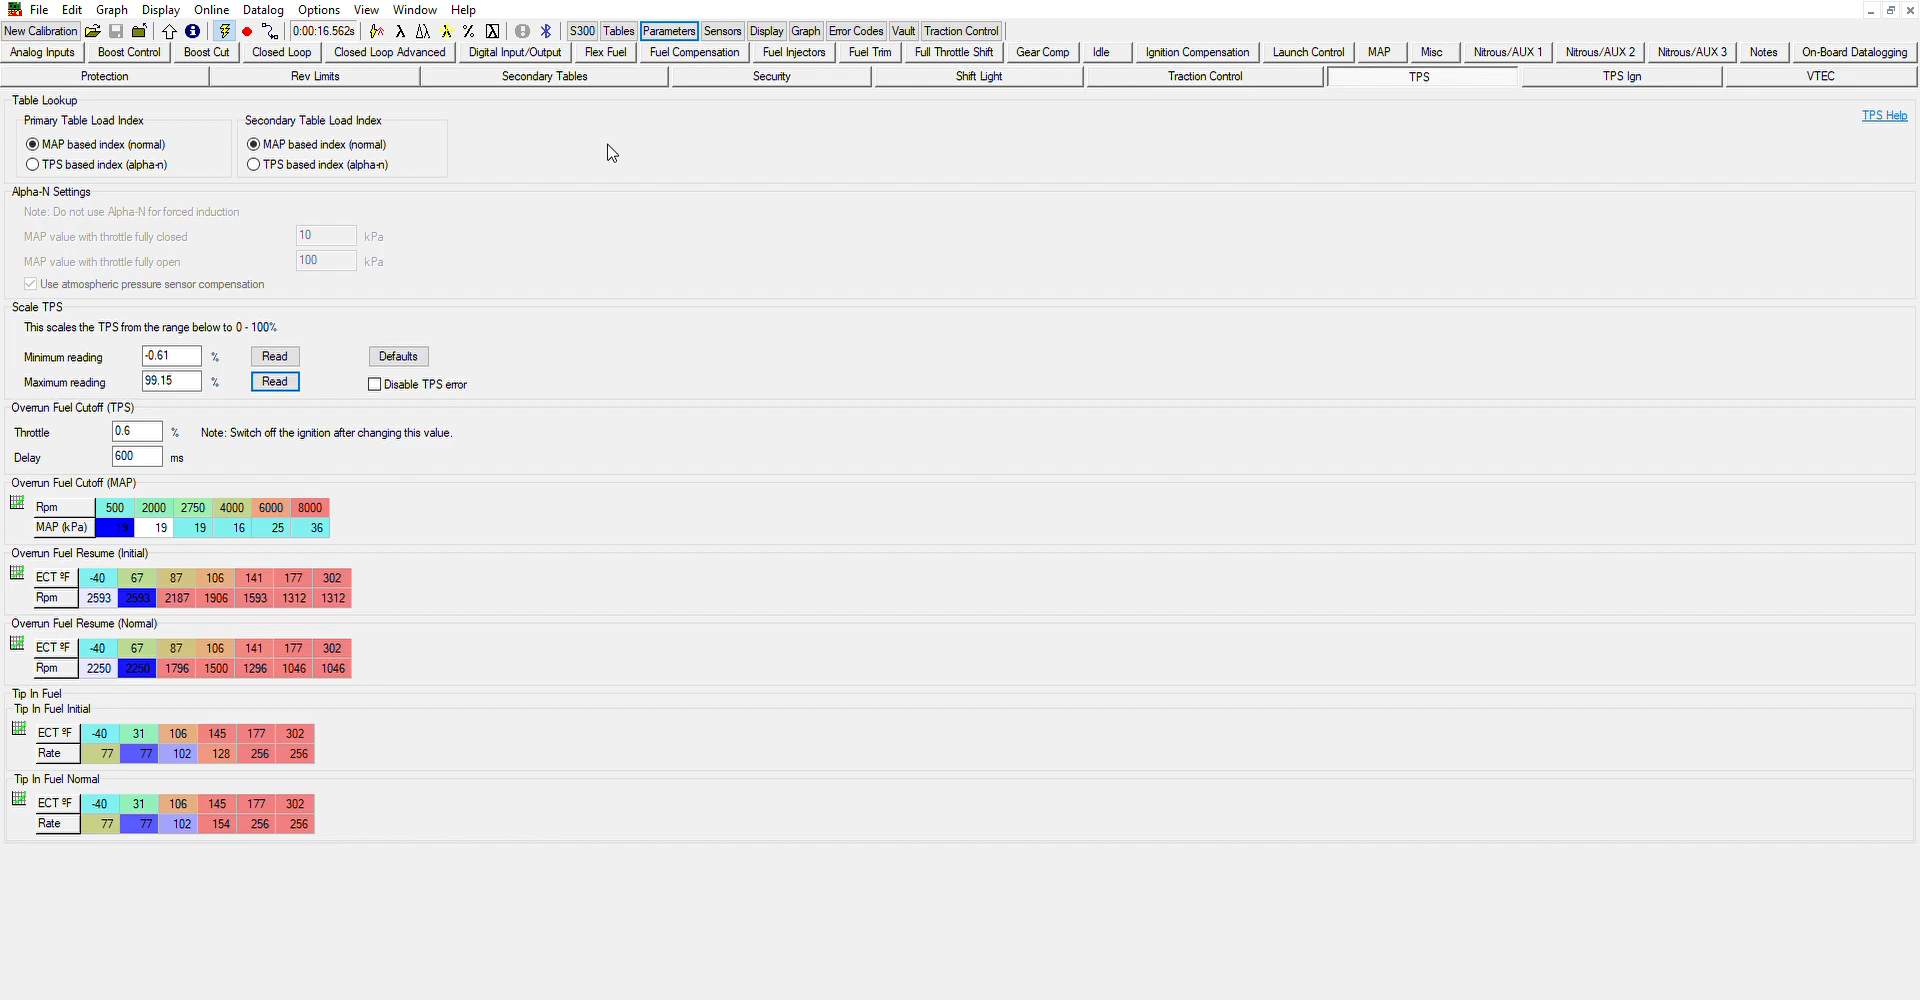 File Edit Graph Display Online Datalog Options View Window Help
New Calibration 0:00:16.562s S300 Tables Parameters Sensors Display Graph Error Codes Vault Traction Control
Analog Inputs Boost Control Boost Cut Closed Loop Closed Loop Advanced Digital Input/Output Flex Fuel Fuel Compensation Fuel Injectors Fuel Trim Full Throttle Shift Gear Comp Idle Ignition Compensation Launch Control MAP Misc Nitrous/AUX 1 Nitrous/AUX 2 Nitrous/AUX 3 Notes On-Board Datalogging
Protection Rev Limits Secondary Tables Security Shift Light Traction Control TPS TPS Ign VTEC
Table Lookup
TPS Help
Primary Table Load Index Secondary Table Load Index
MAP based index (normal) MAP based index (normal)
TPS based index (alpha-n) TPS based index (alpha-n)
Alpha-N Settings
Note: Do not use Alpha-N for forced induction
MAP value with throttle fully closed 10 kPa
MAP value with throttle fully open 100 kPa
Use atmospheric pressure sensor compensation
Scale TPS
This scales the TPS from the range below to 0 - 100%
Minimum reading -0.61 % Read Defaults
Maximum reading 99.15 % Read Disable TPS error
Overrun Fuel Cutoff (TPS)
Throttle 0.6 % Note: Switch off the ignition after changing this value.
Delay 600 ms
Overrun Fuel Cutoff (MAP)
Rpm 500 2000 2750 4000 6000 8000
MAP (kPa) 19 19 19 16 25 36
Overrun Fuel Resume (Initial)
ECT ºF -40 67 87 106 141 177 302
Rpm 2593 2593 2187 1906 1593 1312 1312
Overrun Fuel Resume (Normal)
ECT ºF -40 67 87 106 141 177 302
Rpm 2250 2250 1796 1500 1296 1046 1046
Tip In Fuel
Tip In Fuel Initial
ECT ºF -40 31 106 145 177 302
Rate 77 77 102 128 256 256
Tip In Fuel Normal
ECT ºF -40 31 106 145 177 302
Rate 77 77 102 154 256 256